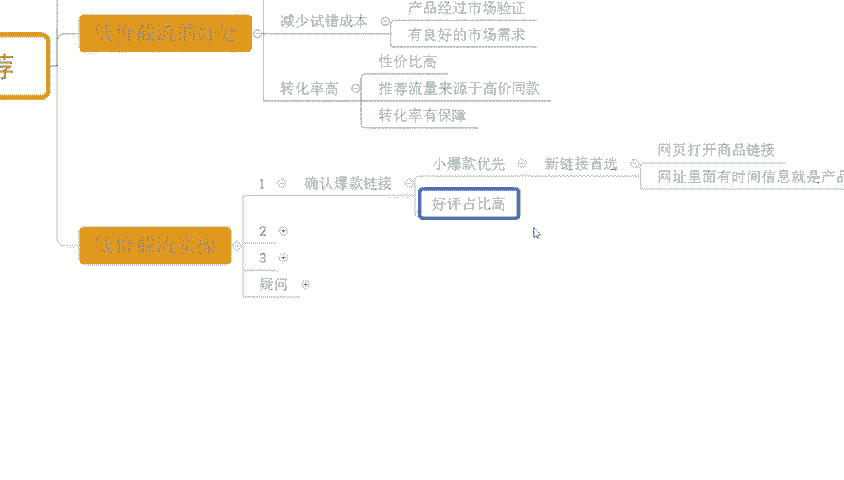 荐
减少试错成本
产品经过市场验证
有良好的市场需求
转化率高
性价比高
推荐流量来源于高价同款
转化率有保障
1
确认爆款链接
小爆款优先
新链接首选
网页打开商品链接
网址里面有时间信息就是产品
好评占比高
2
3
疑问